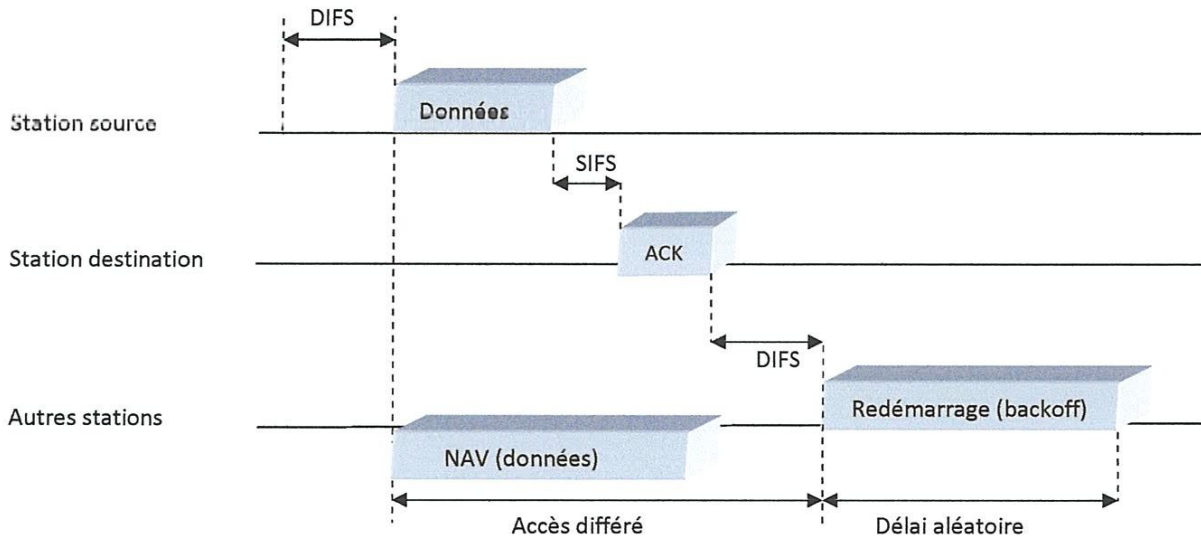 DIFS
Données
Station source
SIFS
ACK
Station destination
DIFS
Redémarrage (backoff)
Autres stations
NAV (données)
Accès différé
Délai aléatoire